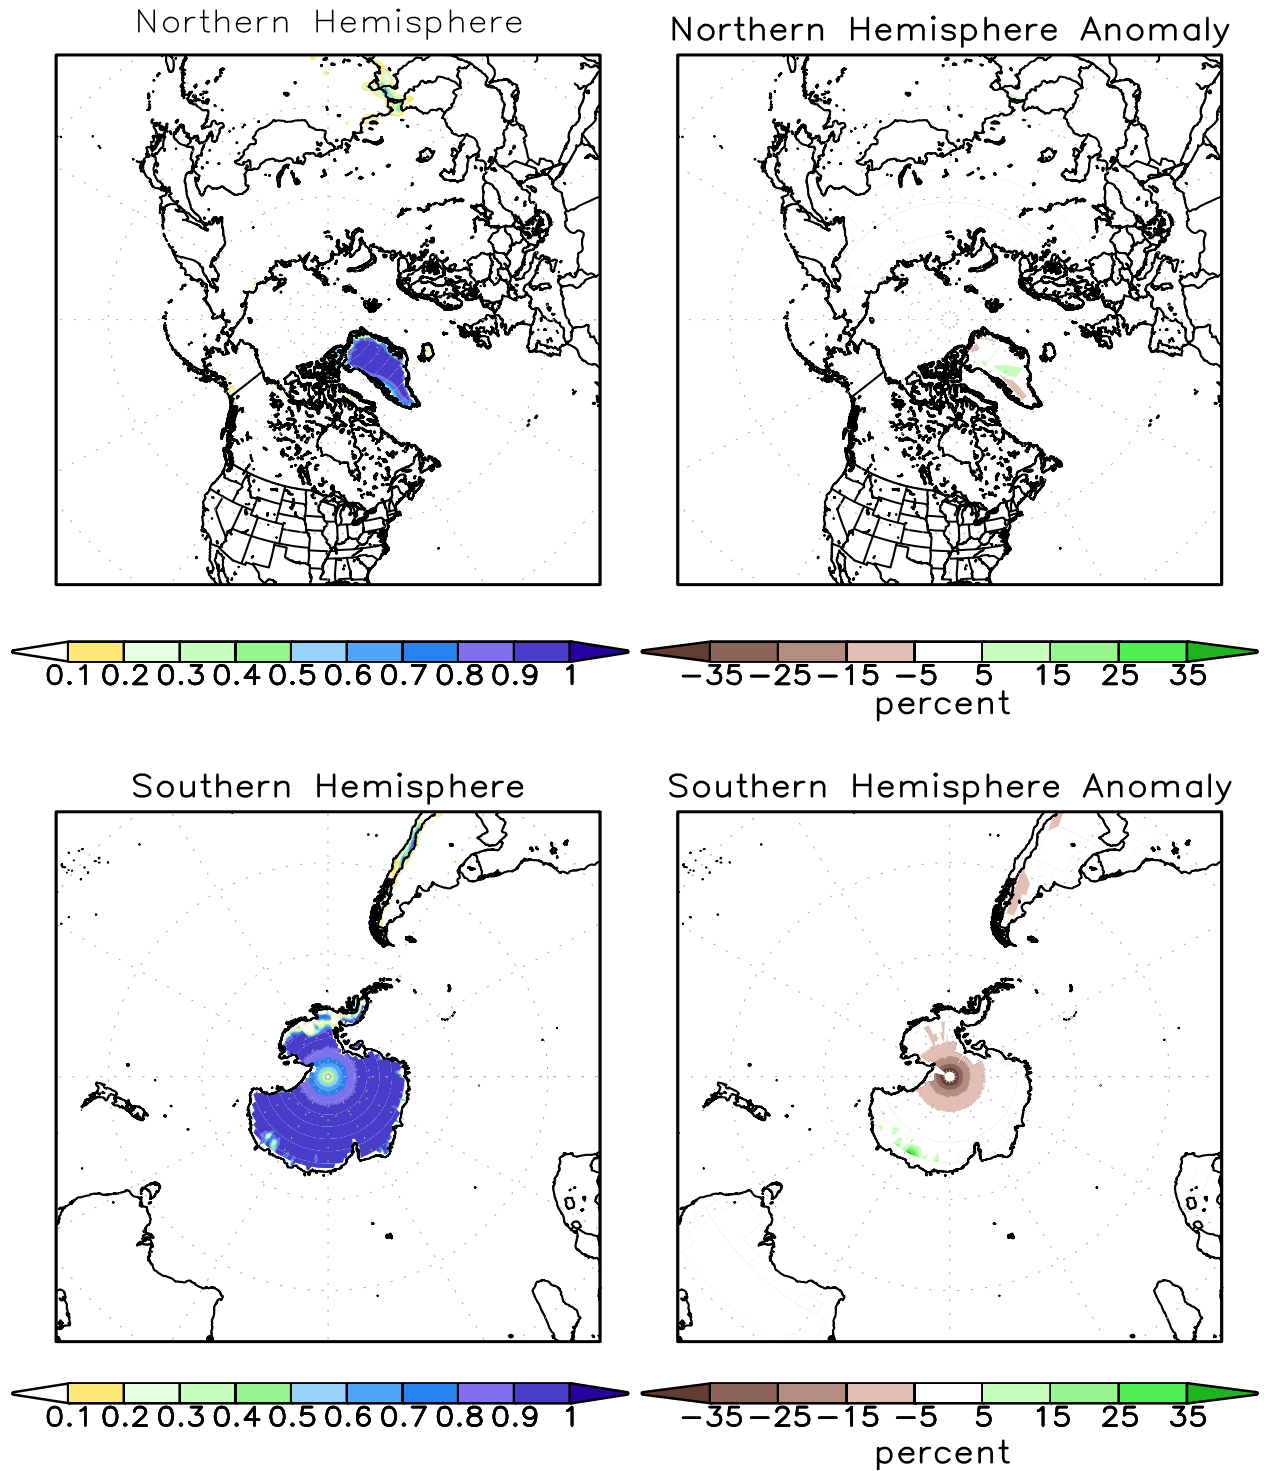 Northern Hemisphere
Northern Hemisphere Anomaly
0.1 0.2 0.3 0.4 0.5 0.6 0.7 0.8 0.9 1
-35 -25 -15 -5 5 15 25 35
percent
Southern Hemisphere
Southern Hemisphere Anomaly
0.1 0.2 0.3 0.4 0.5 0.6 0.7 0.8 0.9 1
-35 -25 -15 -5 5 15 25 35
percent